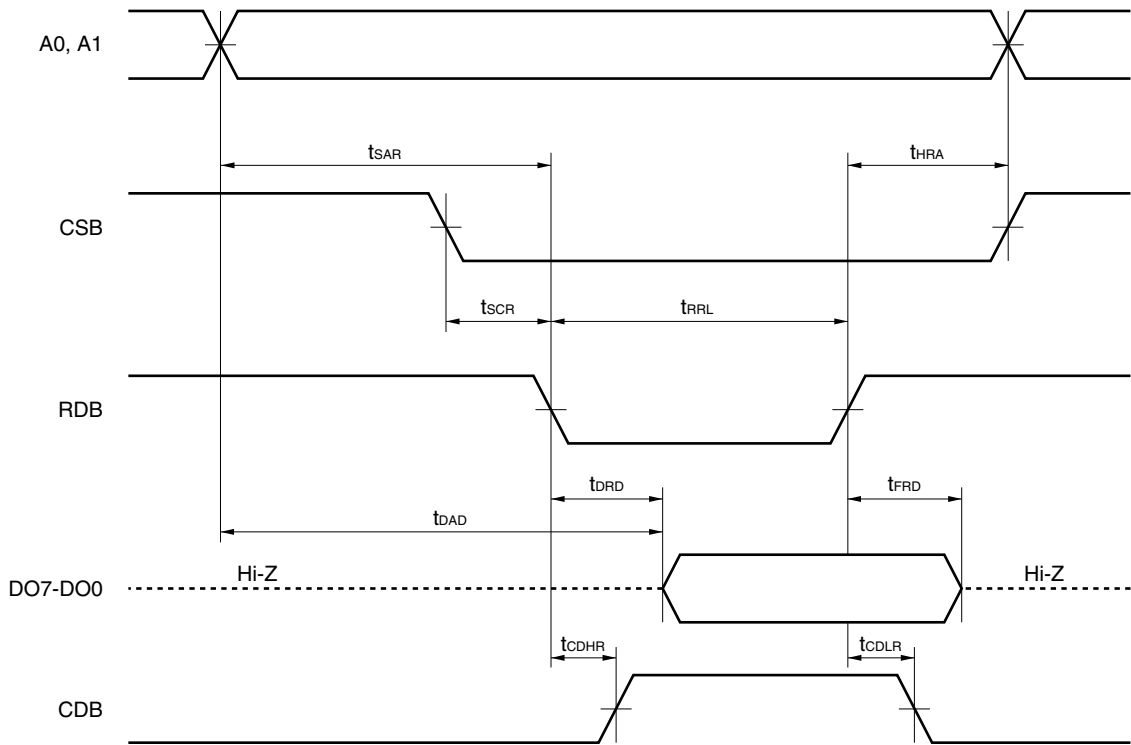 A0, A1
tSAR
tHRA
CSB
tSCR
tRRL
RDB
tDRD
tFRD
tDAD
Hi-Z
Hi-Z
DO7-DO0
tCDHR
tCDLR
CDB